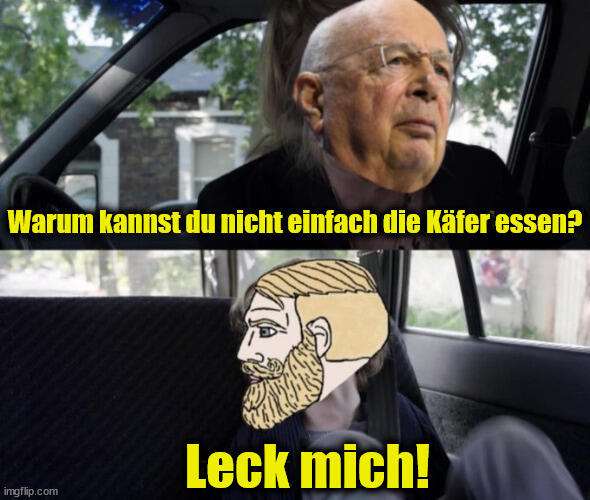 Warum kannst du nicht einfach die Käfer essen?
Leck mich!
imgflip.com